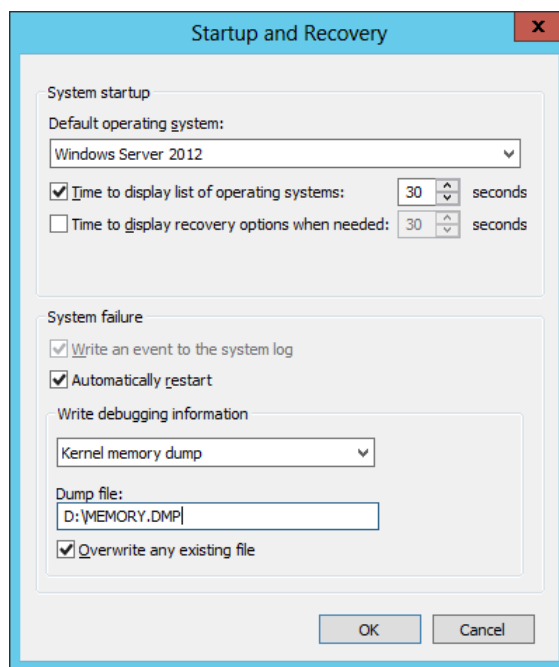 Startup and Recovery
x
System startup
Default operating system:
Windows Server 2012
Time to display list of operating systems: 30 seconds
Time to display recovery options when needed: 30 seconds
System failure
Write an event to the system log
Automatically restart
Write debugging information
Kernel memory dump
Dump file:
D:\MEMORY.DMP
Overwrite any existing file
OK Cancel